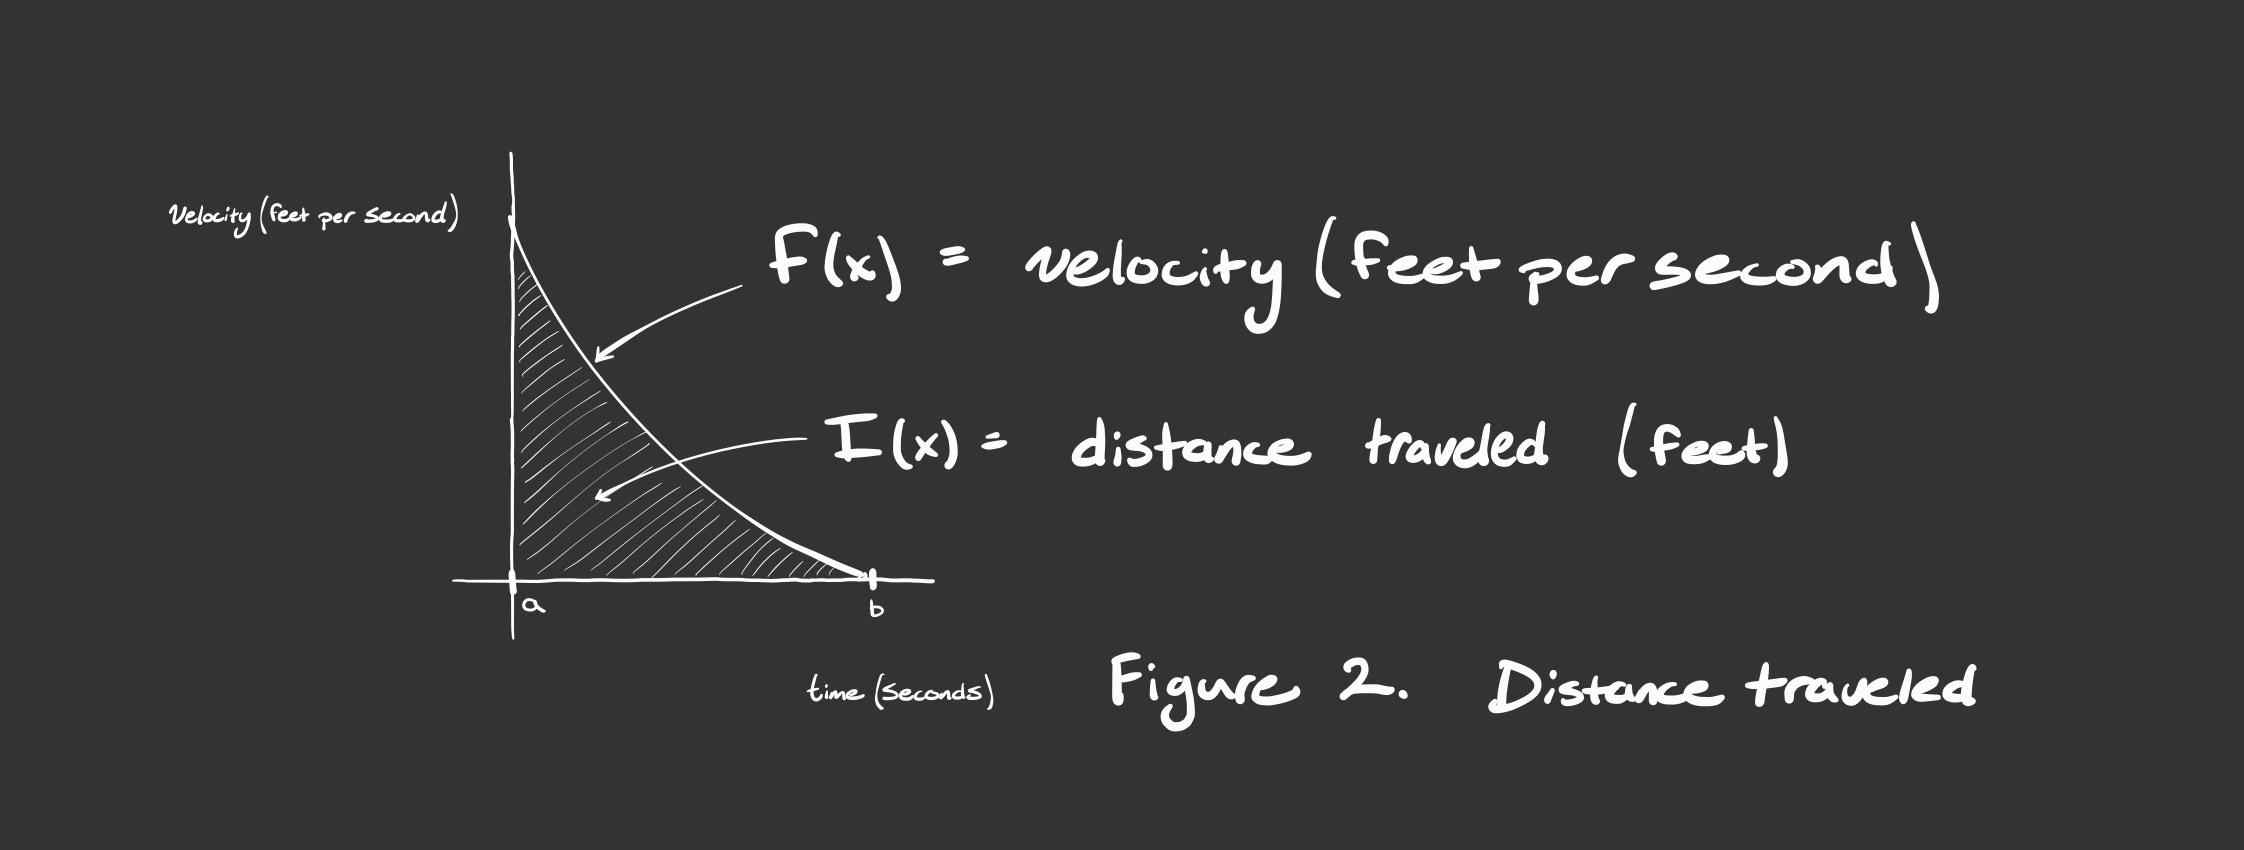 Velocity (feet per second)
F(x) = velocity (feet per second)
I(x) = distance traveled (feet)
a
b
time (seconds)
Figure 2. Distance traveled